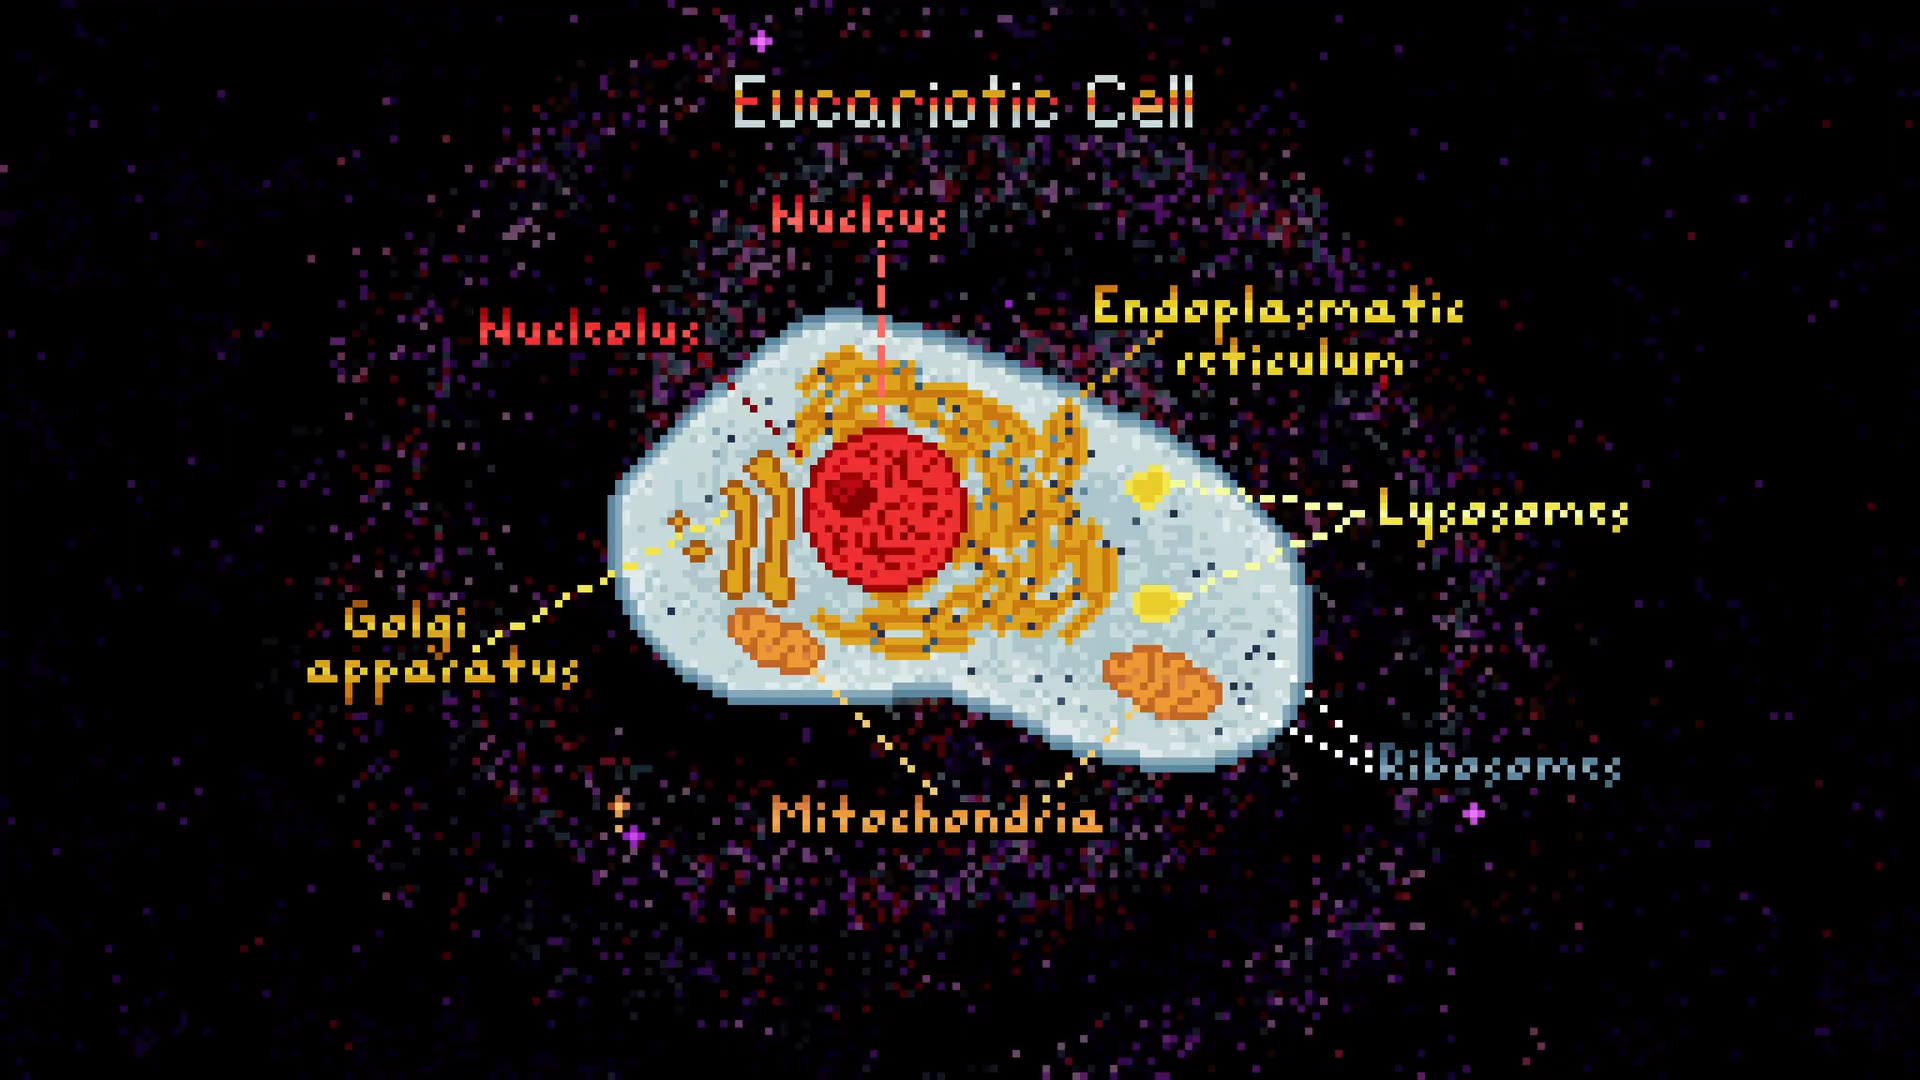 Eucariotic Cell
Nucleus
Nucleolus
Endoplasmatic
reticulum
Lysosomes
Golgi
apparatus
Ribosomes
Mitochondria